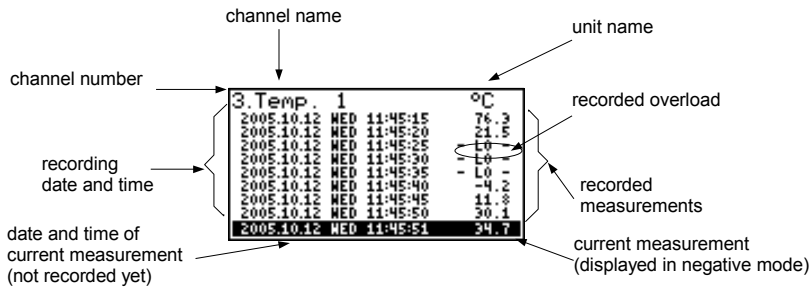 channel name
unit name
channel number
recorded overload
3.Temp. 1 °C
2005.10.12 WED 11:45:15 76.3
2005.10.12 WED 11:45:20 21.5
2005.10.12 WED 11:45:25 - LO -
2005.10.12 WED 11:45:30 - LO -
2005.10.12 WED 11:45:35 - LO -
2005.10.12 WED 11:45:40 -4.2
2005.10.12 WED 11:45:45 11.8
2005.10.12 WED 11:45:50 30.1
2005.10.12 WED 11:45:51 34.7
recording
date and time
recorded
measurements
date and time of
current measurement
(not recorded yet)
current measurement
(displayed in negative mode)